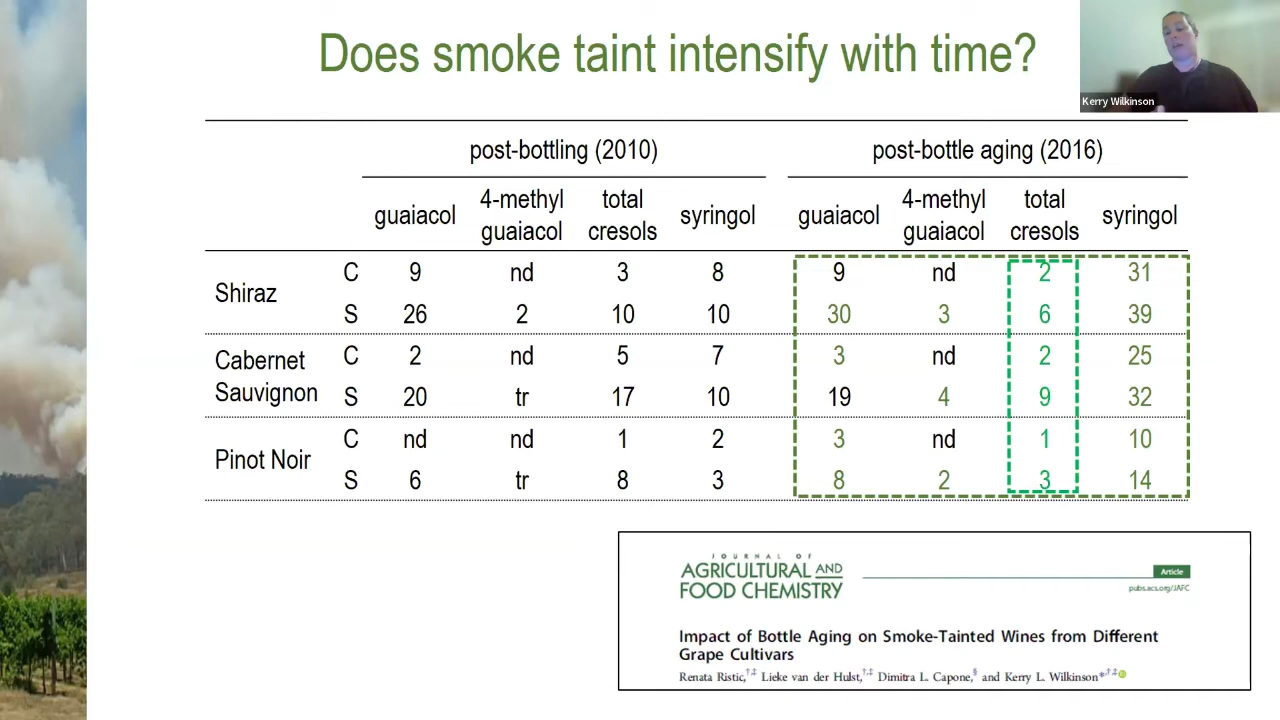 Does smoke taint intensify with time?
Kerry Wilkinson
post-bottling (2010) post-bottle aging (2016)
guaiacol 4-methyl guaiacol total cresols syringol guaiacol 4-methyl guaiacol total cresols syringol
Shiraz C 9 nd 3 8 9 nd 2 31
S 26 2 10 10 30 3 6 39
Cabernet Sauvignon C 2 nd 5 7 3 nd 2 25
S 20 tr 17 10 19 4 9 32
Pinot Noir C nd nd 1 2 3 nd 1 10
S 6 tr 8 3 8 2 3 14
JOURNAL OF
AGRICULTURAL AND
FOOD CHEMISTRY
Article
pubs.acs.org/JAFC
Impact of Bottle Aging on Smoke-Tainted Wines from Different
Grape Cultivars
Renata Ristic,†,‡ Lieke van der Hulst,†,‡ Dimitra L. Capone,§ and Kerry L. Wilkinson*,†,‡